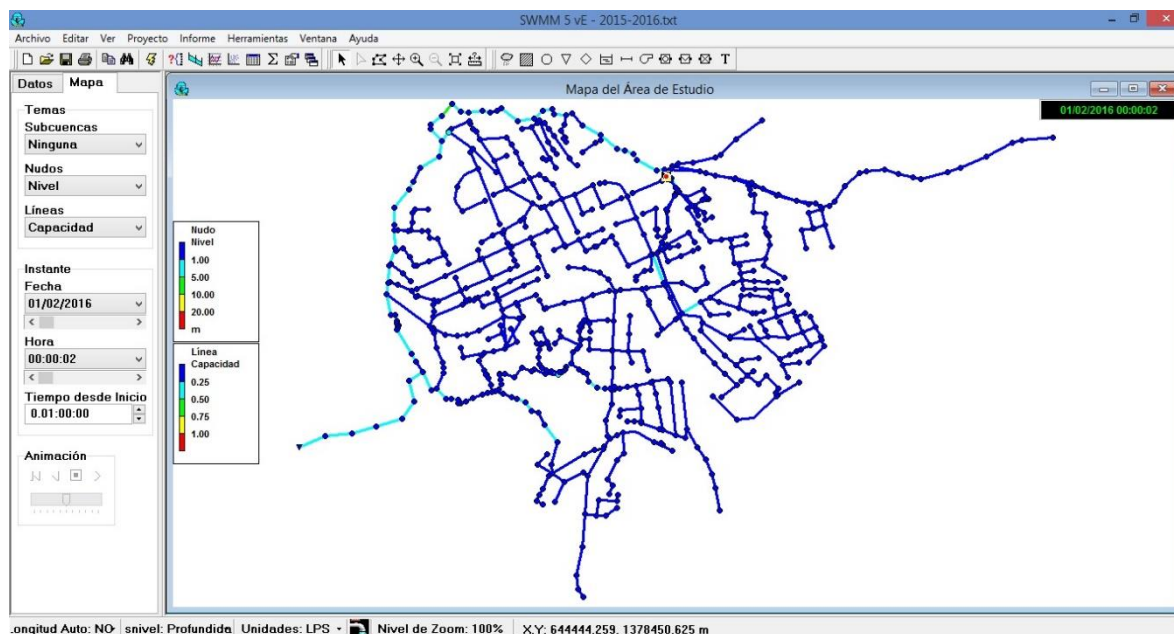 SWMM 5 vE - 2015-2016.txt
Archivo Editar Ver Proyecto Informe Herramientas Ventana Ayuda
T
Datos Mapa
Mapa del Área de Estudio
01/02/2016 00:00:02
Temas
Subcuencas
Ninguna
Nudos
Nivel
Líneas
Capacidad
Instante
Fecha
01/02/2016
Hora
00:00:02
Tiempo desde Inicio
0.01:00:00
Animación
Nudo
Nivel
1.00
5.00
10.00
20.00
m
Linea
Capacidad
0.25
0.50
0.75
1.00
.ongitud Auto: NO snivel: Profundida Unidades: LPS Nivel de Zoom: 100% X,Y: 644444.259, 1378450.625 m